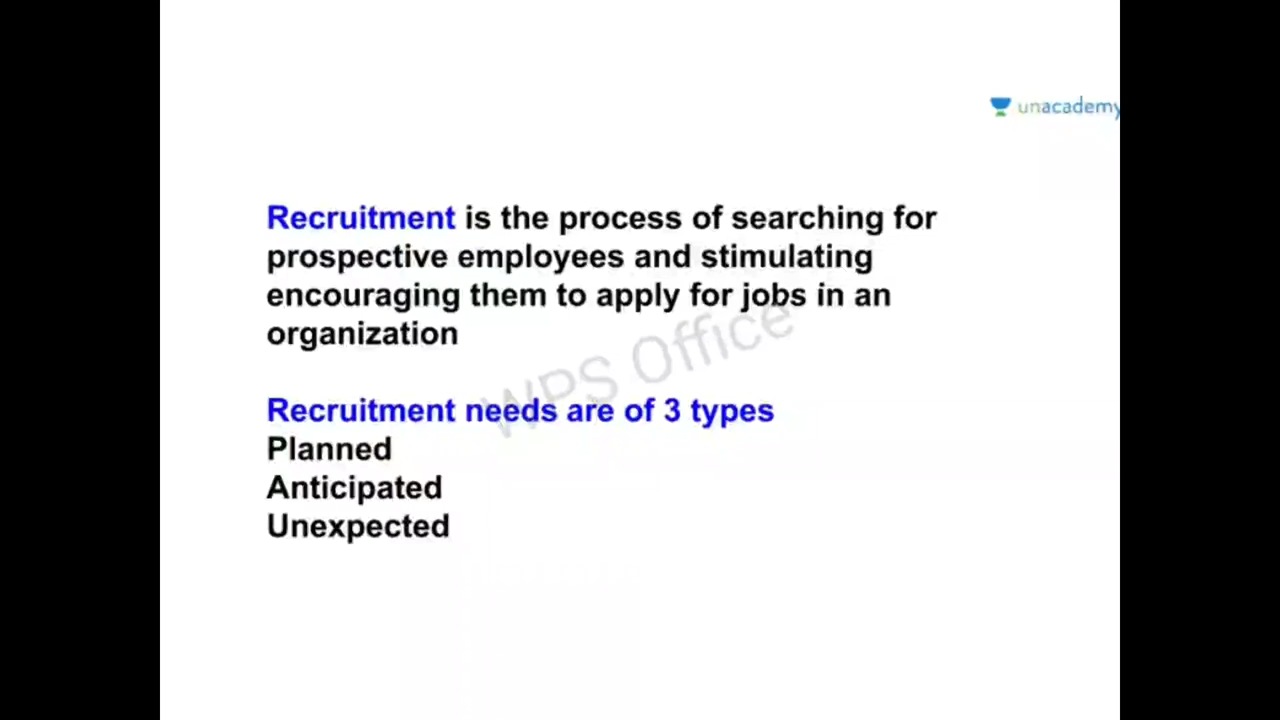 unacademy
Recruitment is the process of searching for
prospective employees and stimulating
encouraging them to apply for jobs in an
organization
WPS Office
Recruitment needs are of 3 types
Planned
Anticipated
Unexpected